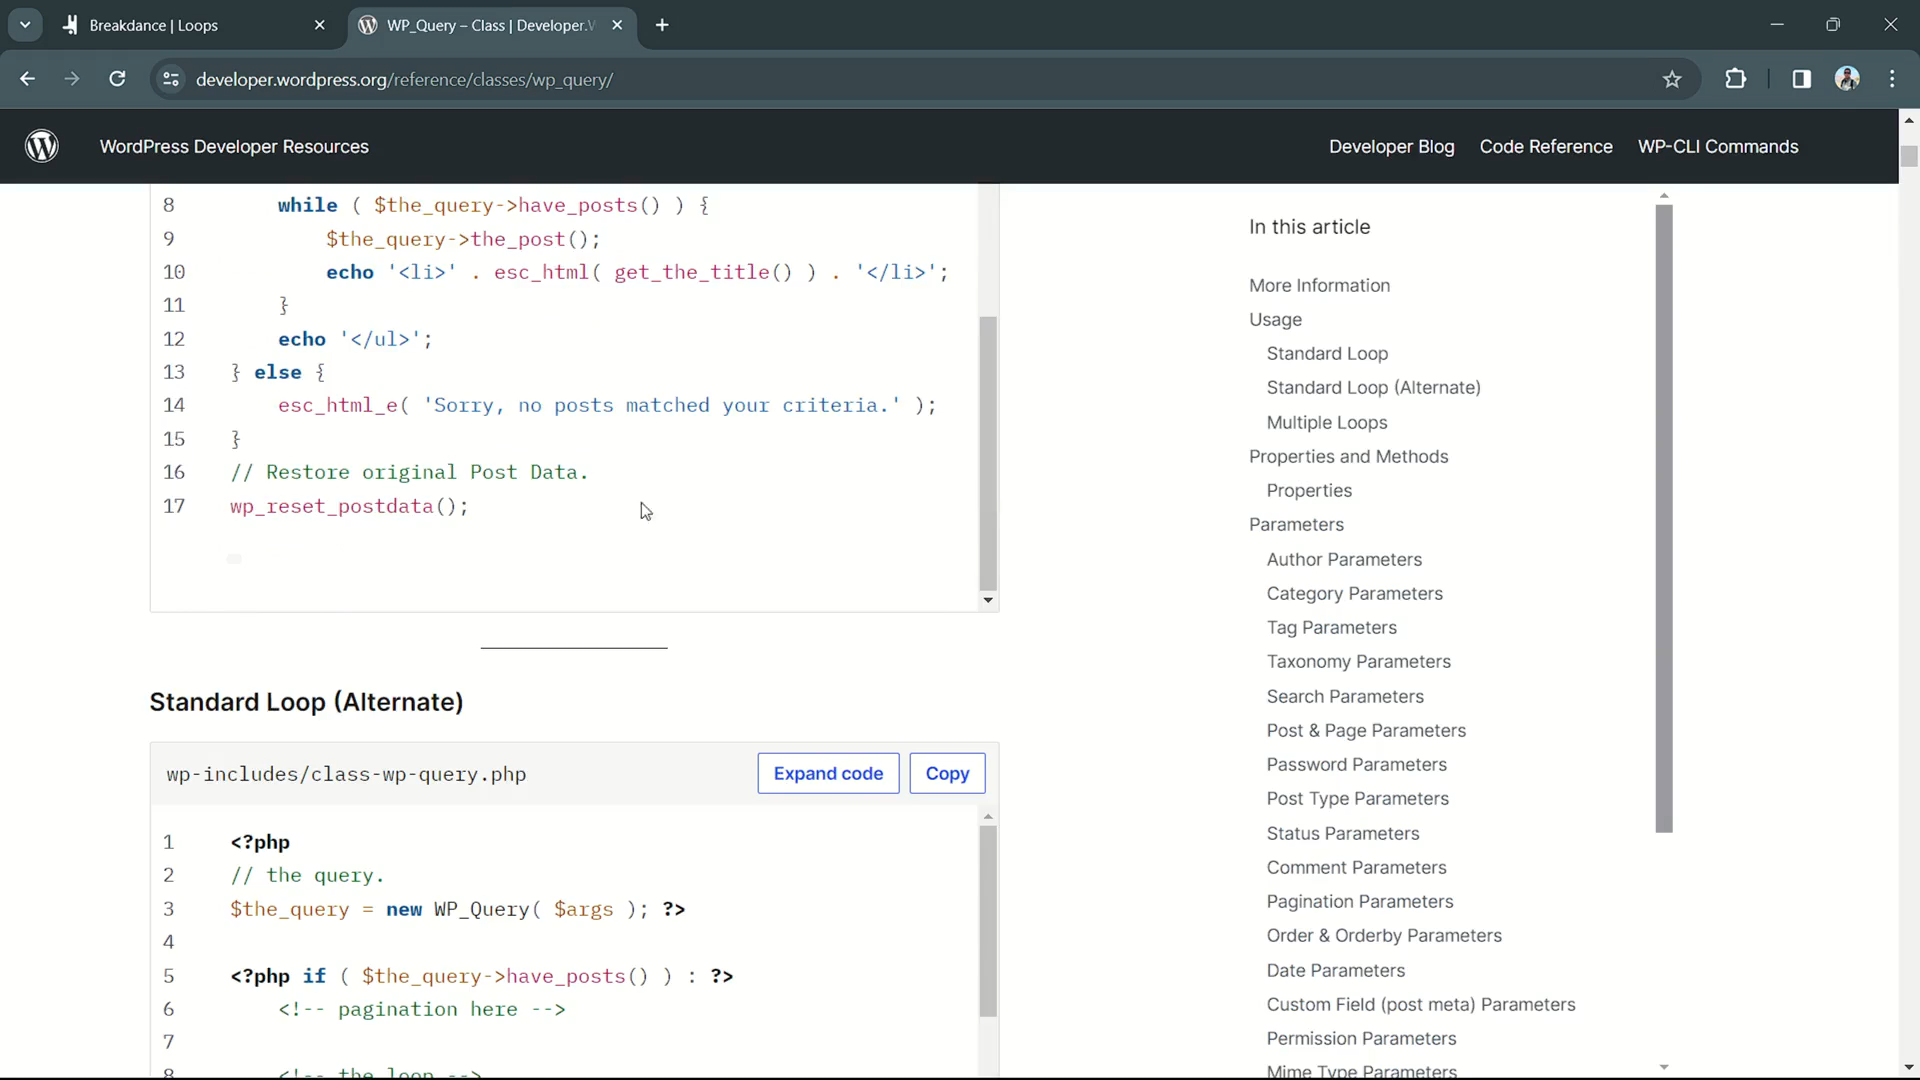 Breakdance | Loops
WP_Query – Class | Developer.W
developer.wordpress.org/reference/classes/wp_query/
WordPress Developer Resources
Developer Blog
Code Reference
WP-CLI Commands
8 while ( $the_query->have_posts() ) {
9 $the_query->the_post();
10 echo '<li>' . esc_html( get_the_title() ) . '</li>';
11 }
12 echo '</ul>';
13 } else {
14 esc_html_e( 'Sorry, no posts matched your criteria.' );
15 }
16 // Restore original Post Data.
17 wp_reset_postdata();
Standard Loop (Alternate)
wp-includes/class-wp-query.php
Expand code
Copy
1 <?php
2 // the query.
3 $the_query = new WP_Query( $args ); ?>
4
5 <?php if ( $the_query->have_posts() ) : ?>
6 <!-- pagination here -->
7
8 <!-- the loop -->
In this article
More Information
Usage
Standard Loop
Standard Loop (Alternate)
Multiple Loops
Properties and Methods
Properties
Parameters
Author Parameters
Category Parameters
Tag Parameters
Taxonomy Parameters
Search Parameters
Post & Page Parameters
Password Parameters
Post Type Parameters
Status Parameters
Comment Parameters
Pagination Parameters
Order & Orderby Parameters
Date Parameters
Custom Field (post meta) Parameters
Permission Parameters
Mime Type Parameters